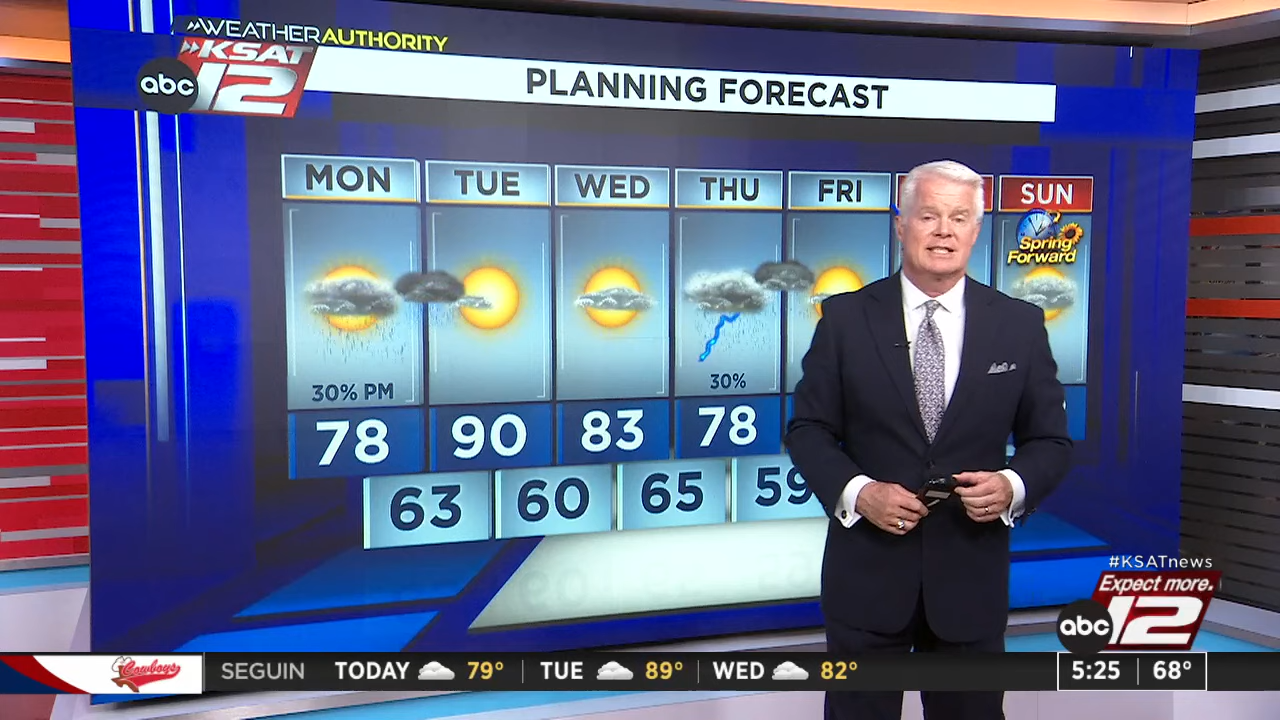 WEATHERAUTHORITY
KSAT
abc 12
PLANNING FORECAST
MON TUE WED THU FRI SUN
Spring
Forward
30% PM 30%
78 90 83 78
63 60 65 59
#KSATnews
Expect more.
abc 12
Cowboys SEGUIN TODAY 79° TUE 89° WED 82° 5:25 68°